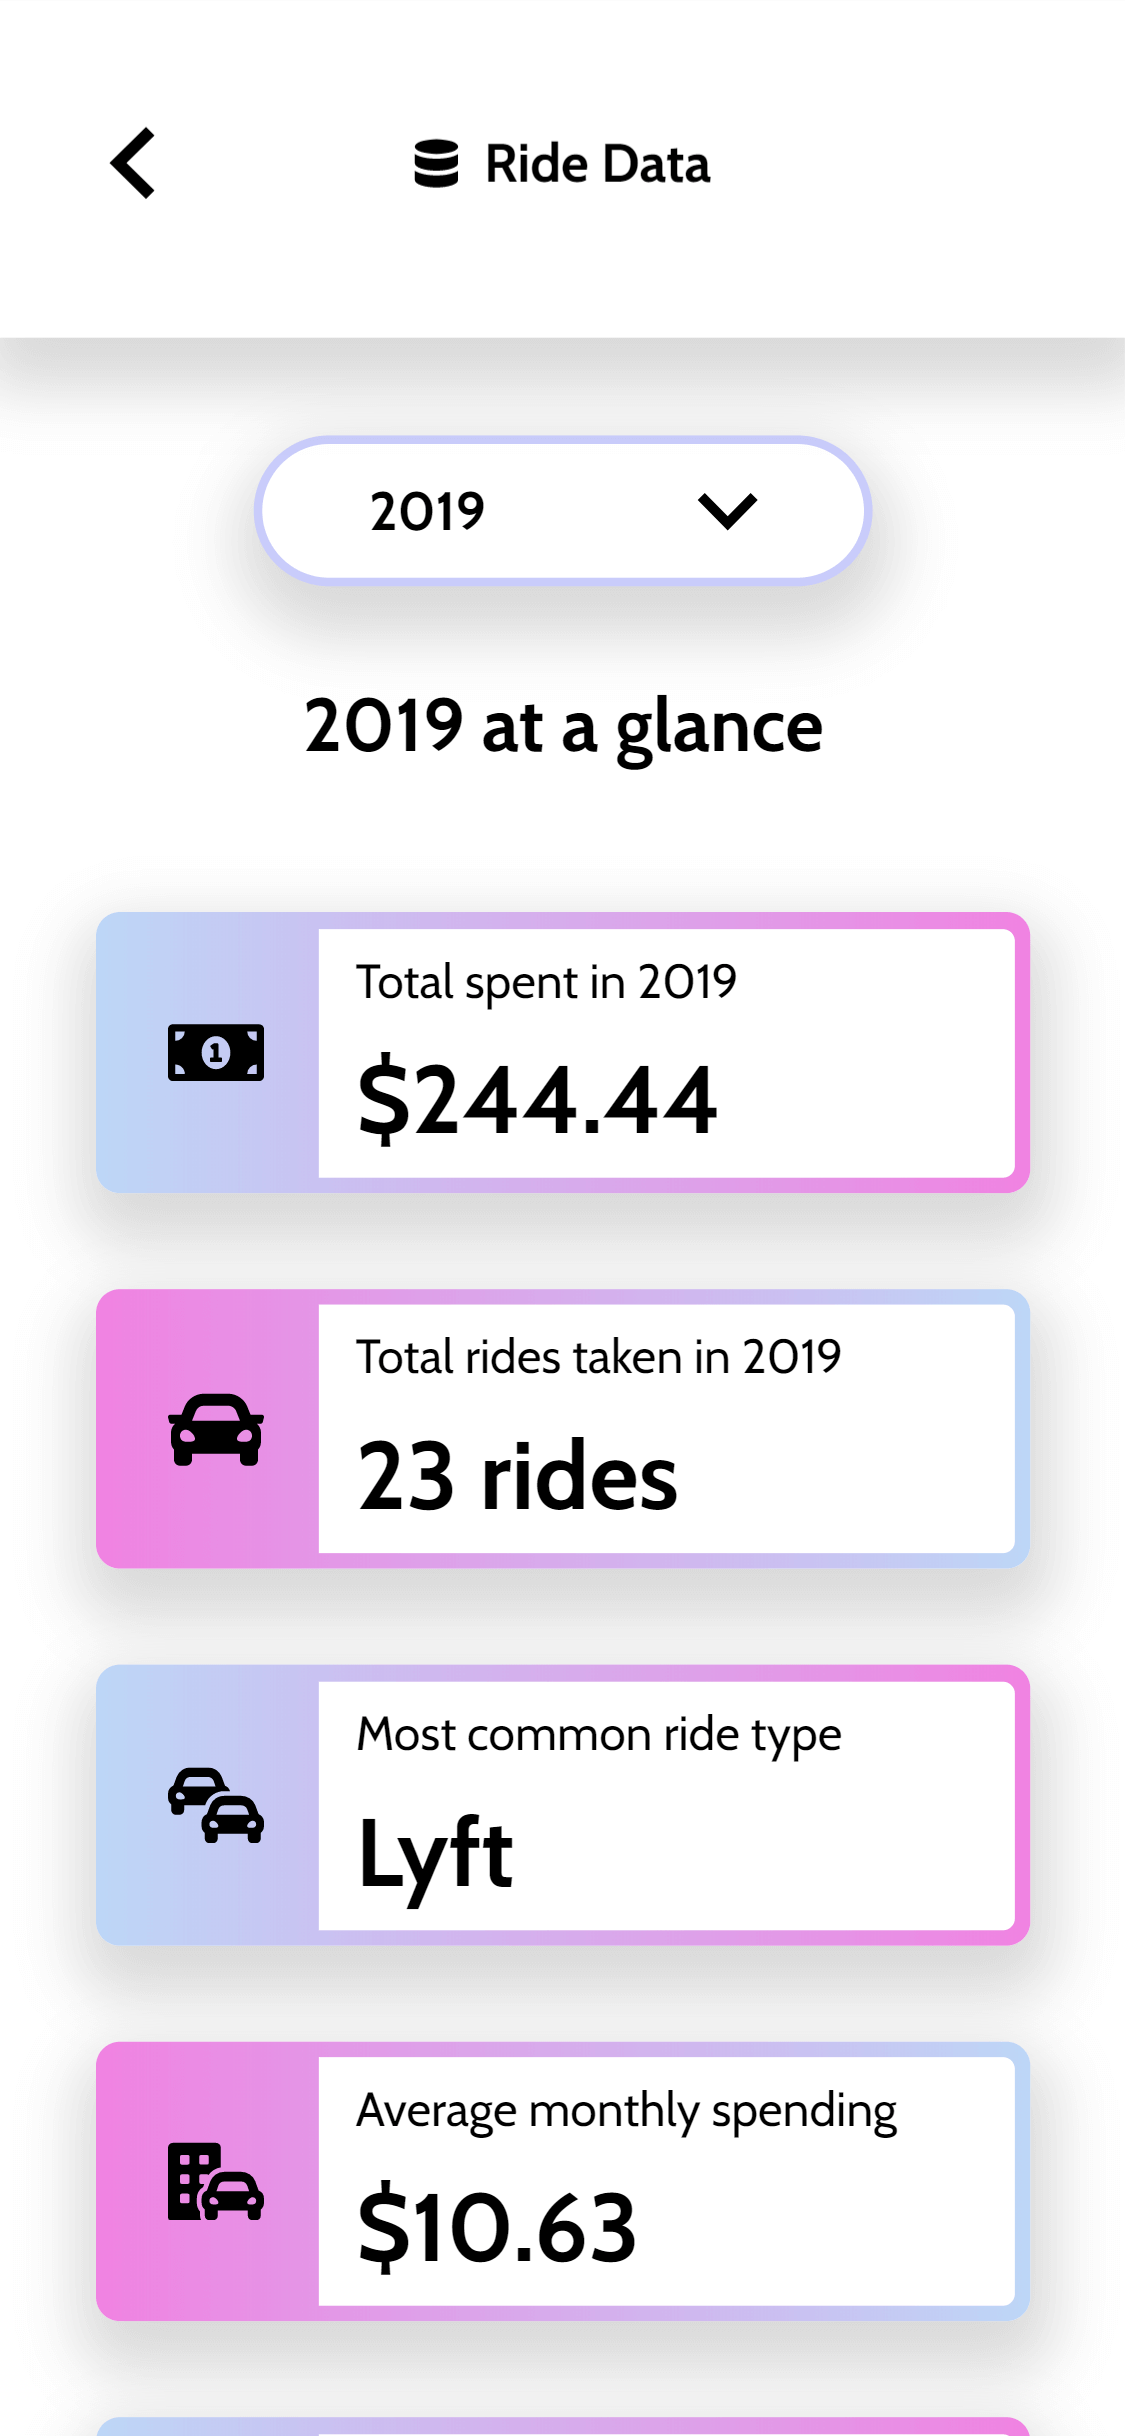 Ride Data
2019
2019 at a glance
Total spent in 2019
$244.44
Total rides taken in 2019
23 rides
Most common ride type
Lyft
Average monthly spending
$10.63